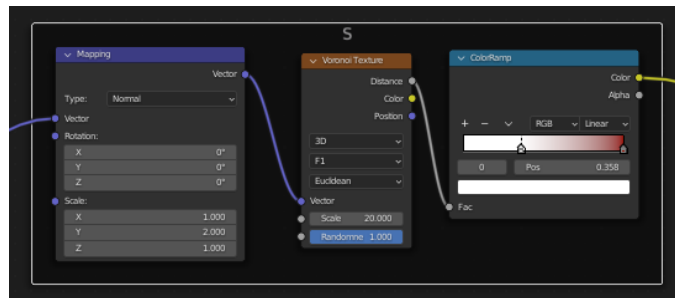 S
Mapping
Vector
Type: Normal
Vector
Rotation:
X 0°
Y 0°
Z 0°
Scale:
X 1.000
Y 2.000
Z 1.000
Voronoi Texture
Distance
Color
Position
3D
F1
Euclidean
Vector
Scale 20.000
Randomne 1.000
ColorRamp
Color
Alpha
+ − RGB Linear
0 Pos 0.358
Fac